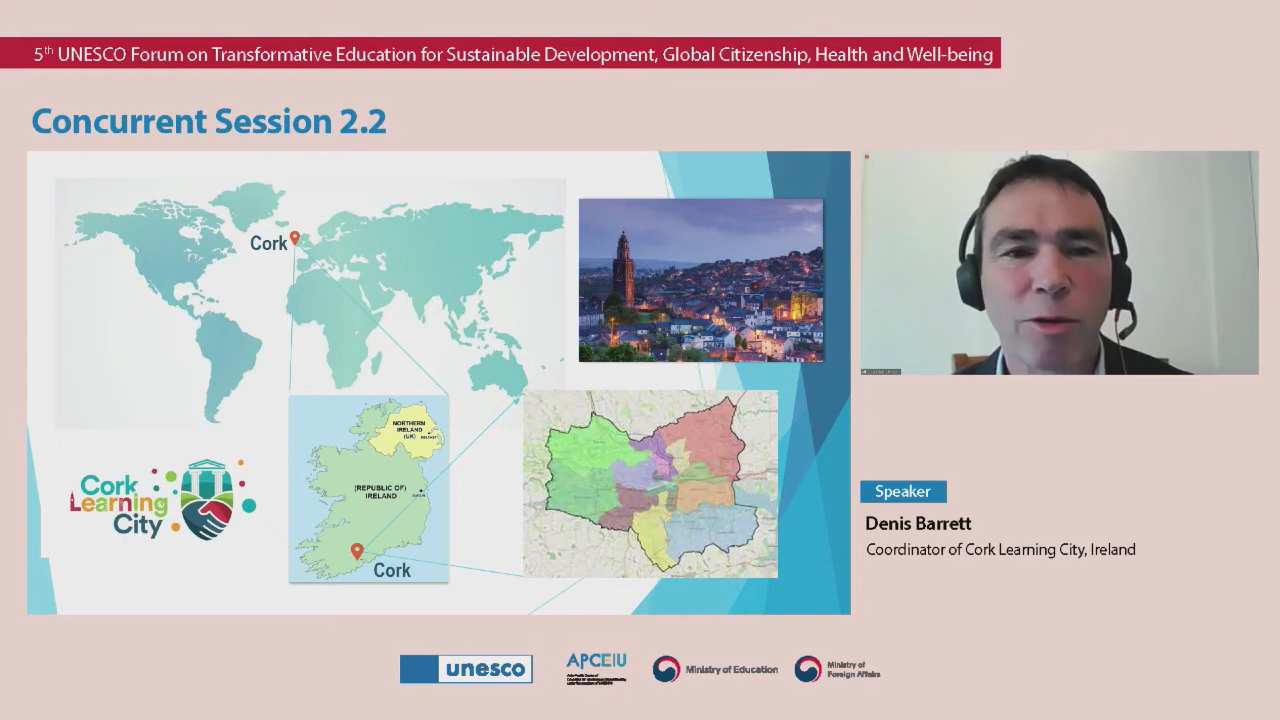 5th UNESCO Forum on Transformative Education for Sustainable Development, Global Citizenship, Health and Well-being
Concurrent Session 2.2
Cork
NORTHERN
IRELAND
(UK)
BELFAST
(REPUBLIC OF)
IRELAND
DUBLIN
Cork
Cork
Learning
City
Speaker
Denis Barrett
Coordinator of Cork Learning City, Ireland
unesco
APCEIU
Ministry of Education
Ministry of
Foreign Affairs